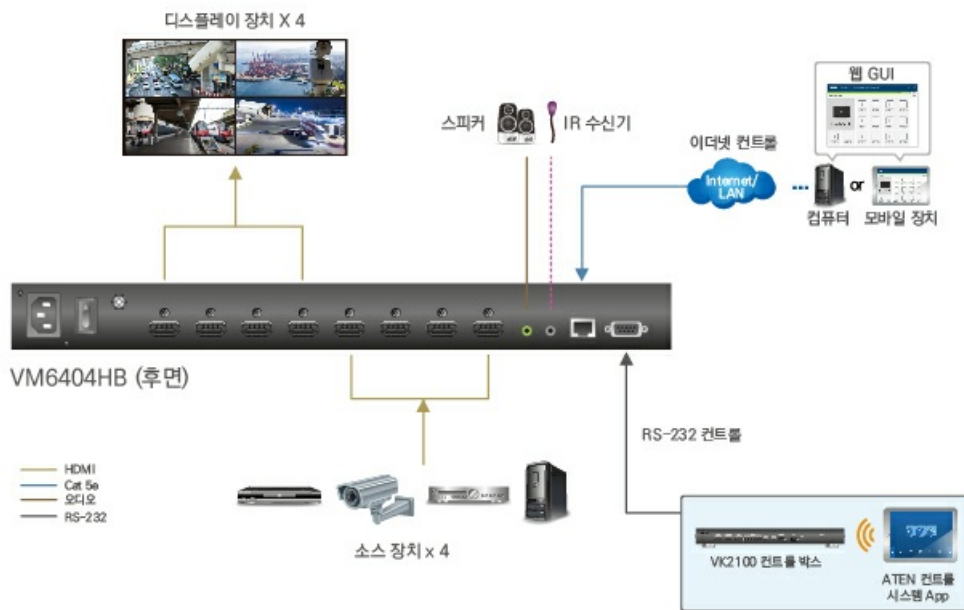 디스플레이 장치 X 4
스피커
IR 수신기
웹 GUI
이더넷 컨트롤
Internet/
LAN
or
컴퓨터
모바일 장치
VM6404HB (후면)
RS-232 컨트롤
HDMI
Cat 5e
오디오
RS-232
소스 장치 x 4
VK2100 컨트롤 박스
ATEN 컨트롤
시스템 App